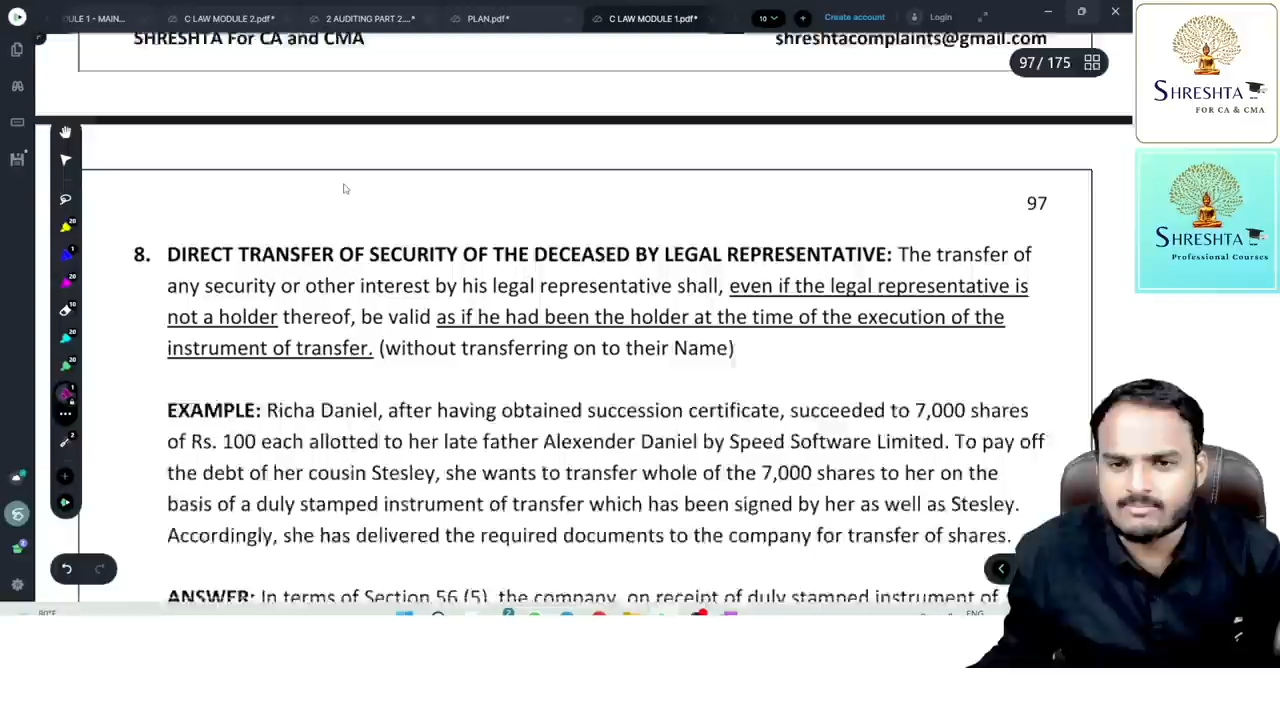 DULE 1 - MAIN...
C LAW MODULE 2.pdf*
2 AUDITING PART 2....*
PLAN.pdf*
C LAW MODULE 1.pdf*
10
Create account
Login
SHRESHTA For CA and CMA
shreshtacomplaints@gmail.com
97/175
SHRESHTA
FOR CA & CMA
SHRESHTA
Professional Courses
97
8. DIRECT TRANSFER OF SECURITY OF THE DECEASED BY LEGAL REPRESENTATIVE: The transfer of
any security or other interest by his legal representative shall, even if the legal representative is
not a holder thereof, be valid as if he had been the holder at the time of the execution of the
instrument of transfer. (without transferring on to their Name)
EXAMPLE: Richa Daniel, after having obtained succession certificate, succeeded to 7,000 shares
of Rs. 100 each allotted to her late father Alexender Daniel by Speed Software Limited. To pay off
the debt of her cousin Stesley, she wants to transfer whole of the 7,000 shares to her on the
basis of a duly stamped instrument of transfer which has been signed by her as well as Stesley.
Accordingly, she has delivered the required documents to the company for transfer of shares.
ANSWER: In terms of Section 56 (5), the company, on receipt of duly stamped instrument of
80°F
ENG